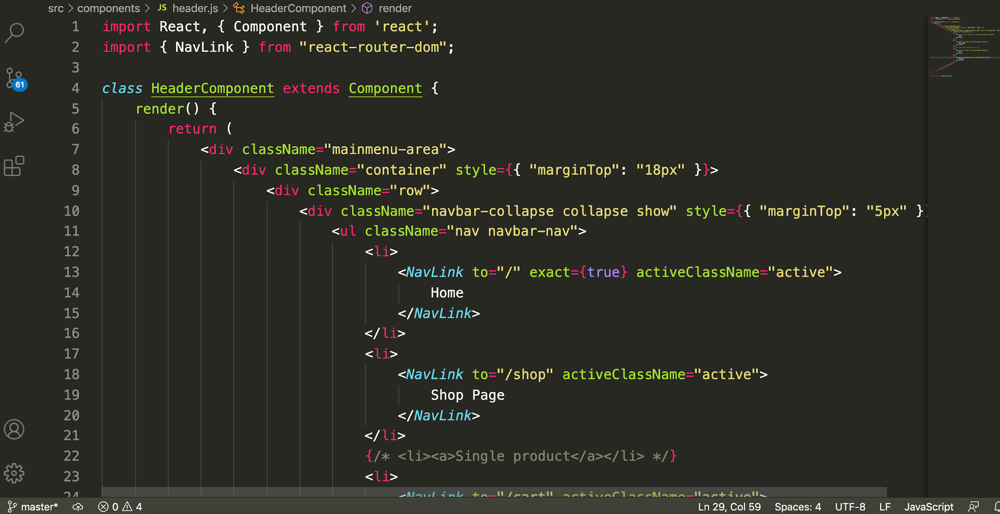 src > components > JS header.js > HeaderComponent > render
1 import React, { Component } from 'react';
2 import { NavLink } from "react-router-dom";
3
4 class HeaderComponent extends Component {
5 render() {
6 return (
7 <div className="mainmenu-area">
8 <div className="container" style={{ "marginTop": "18px" }}>
9 <div className="row">
10 <div className="navbar-collapse collapse show" style={{ "marginTop": "5px" }}
11 <ul className="nav navbar-nav">
12 <li>
13 <NavLink to="/" exact={true} activeClassName="active">
14 Home
15 </NavLink>
16 </li>
17 <li>
18 <NavLink to="/shop" activeClassName="active">
19 Shop Page
20 </NavLink>
21 </li>
22 {/* <li><a>Single product</a></li> */}
23 <li>
24 <NavLink to="/cart" activeClassName="active">
61
master* 0 4 Ln 29, Col 59 Spaces: 4 UTF-8 LF JavaScript